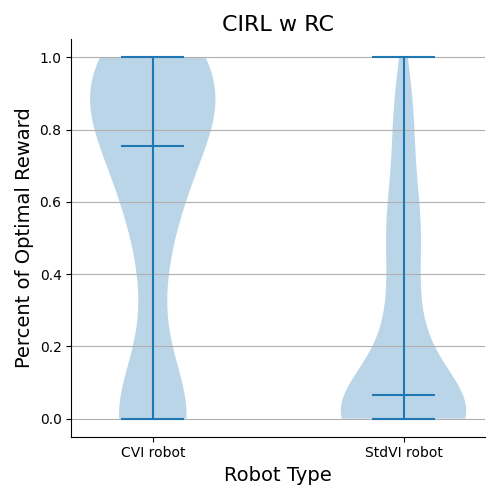 CIRL w RC
Percent of Optimal Reward
1.0
0.8
0.6
0.4
0.2
0.0
CVI robot
StdVI robot
Robot Type